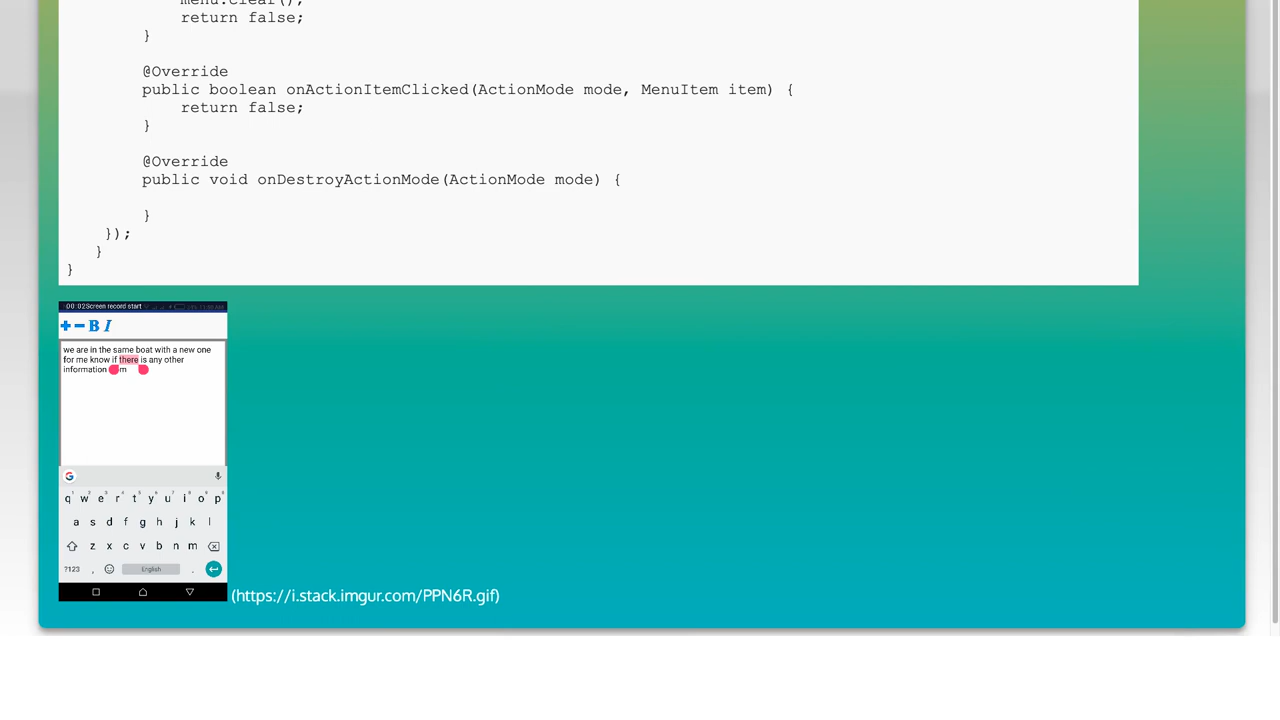 menu.clear();
return false;
}
@Override
public boolean onActionItemClicked(ActionMode mode, MenuItem item) {
return false;
}
@Override
public void onDestroyActionMode(ActionMode mode) {
}
});
}
}
00:02Screen record start
+ − B I
we are in the same boat with a new one
for me know if there is any other
information m
G
q w e r t y u i o p
a s d f g h j k l
z x c v b n m
?123 , English .
(https://i.stack.imgur.com/PPN6R.gif)